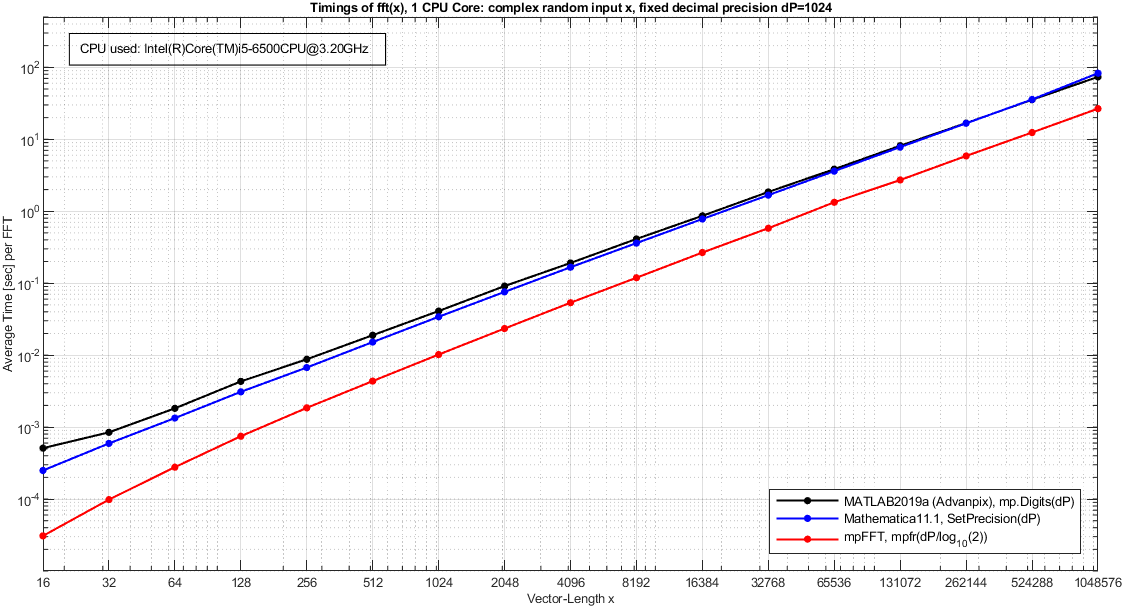 Timings of fft(x), 1 CPU Core: complex random input x, fixed decimal precision dP=1024
CPU used: Intel(R)Core(TM)i5-6500CPU@3.20GHz
Average Time [sec] per FFT
10^2
10^1
10^0
10^-1
10^-2
10^-3
10^-4
MATLAB2019a (Advanpix), mp.Digits(dP)
Mathematica11.1, SetPrecision(dP)
mpFFT, mpfr(dP/log_10(2))
16 32 64 128 256 512 1024 2048 4096 8192 16384 32768 65536 131072 262144 524288 1048576
Vector-Length x